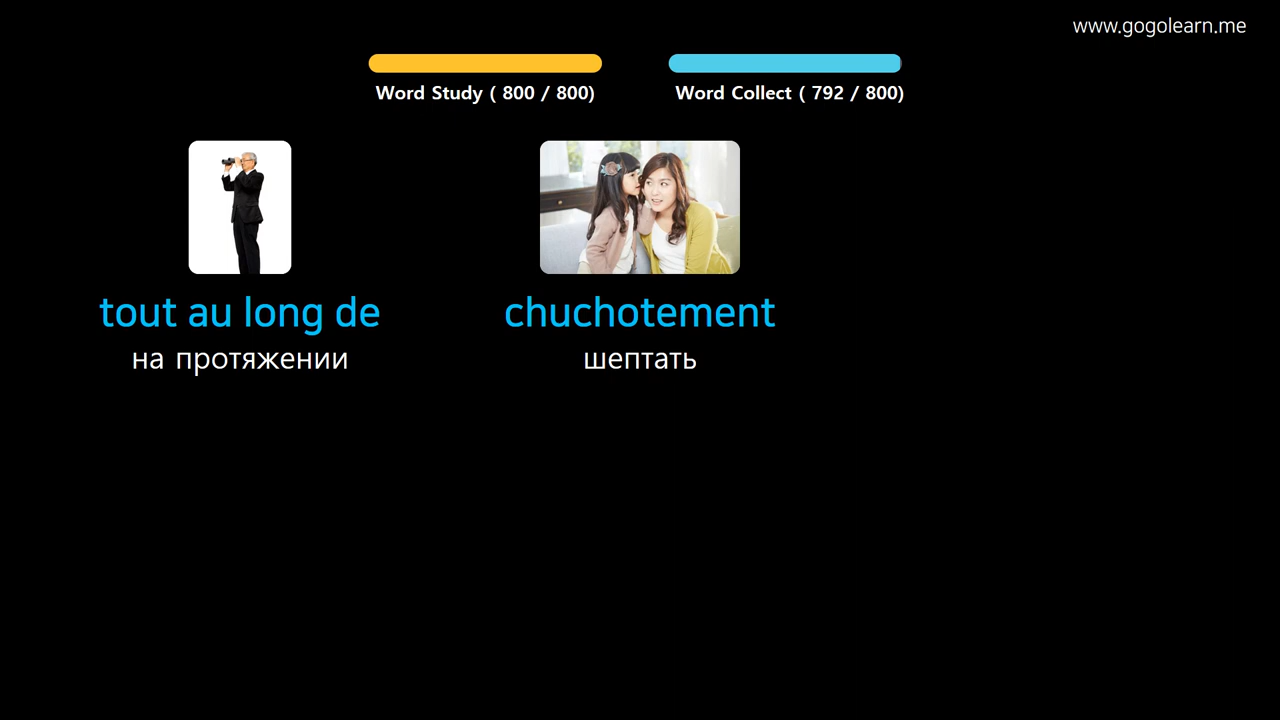 www.gogolearn.me
Word Study ( 800 / 800)
Word Collect ( 792 / 800)
tout au long de
на протяжении
chuchotement
шептать